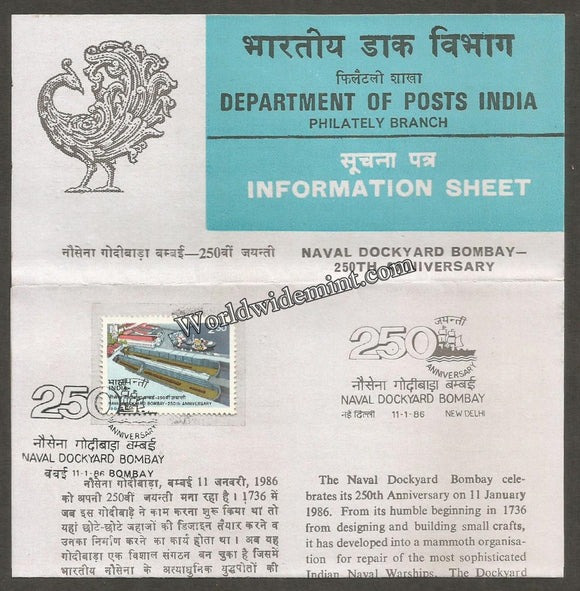 भारतीय डाक विभाग
फिलैटली शाखा
DEPARTMENT OF POSTS INDIA
PHILATELY BRANCH
सूचना पत्र
INFORMATION SHEET
नौसेना गोदीबाड़ा बम्बई—250वीं जयन्ती
NAVAL DOCKYARD BOMBAY—
250TH ANNIVERSARY
Worldwidemint.com
भारत
INDIA
BOMBAY-250th ANNIVERSARY
250
जयन्ती
ANNIVERSARY
नौसेना गोदीबाड़ा बम्बई
NAVAL DOCKYARD BOMBAY
बंबई 11-1-86 BOMBAY
250
जयन्ती
ANNIVERSARY
नौसेना गोदीबाड़ा बम्बई
NAVAL DOCKYARD BOMBAY
नई दिल्ली 11-1-86 NEW DELHI
नौसेना गोदीबाड़ा, बम्बई 11 जनवरी, 1986
को अपनी 250वीं जयन्ती मना रहा है। 1736 में
जब इस गोदीबाड़े ने काम करना शुरू किया था तो
यहां छोटे-छोटे जहाजों की डिजाइन तैयार करने व
उनका निर्माण करने का कार्य होता था। अब यह
गोदीबाड़ा एक विशाल संगठन बन चुका है जिसमें
भारतीय नौसेना के अत्याधुनिक युद्धपोतों की
The Naval Dockyard Bombay cele-
brates its 250th Anniversary on 11 January
1986. From its humble beginning in 1736
from designing and building small crafts,
it has developed into a mammoth organisa-
tion for repair of the most sophisticated
Indian Naval Warships. The Dockyard